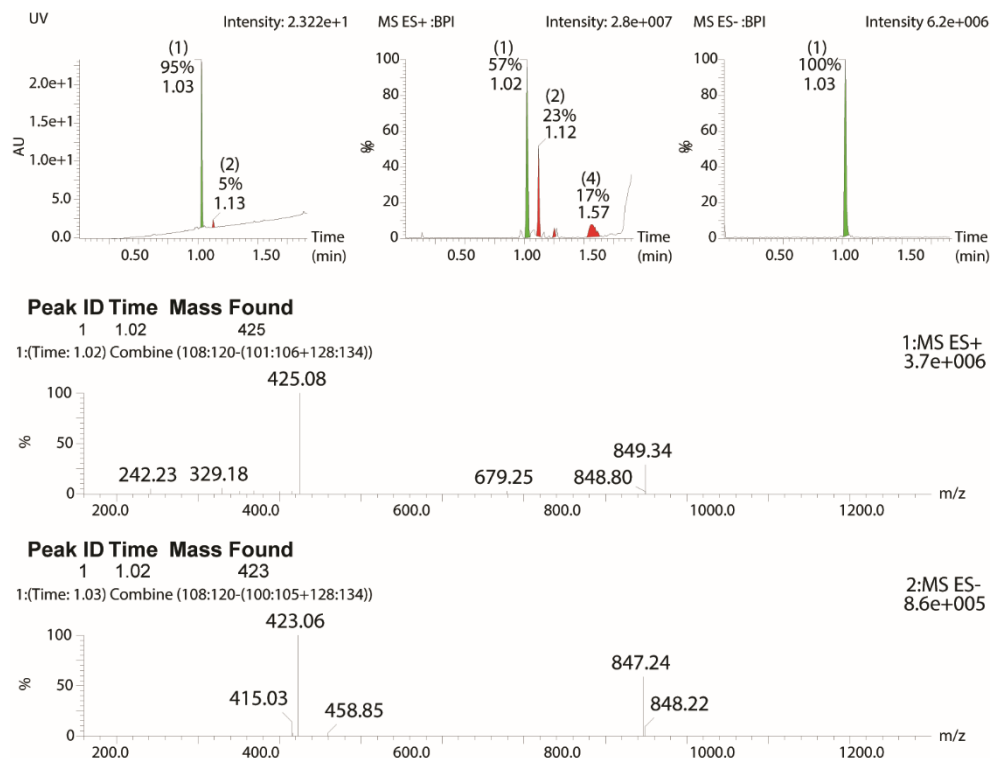 UV Intensity: 2.322e+1
(1)
95%
1.03
(2)
5%
1.13
AU
2.0e+1
1.5e+1
1.0e+1
5.0
0.0
0.50 1.00 1.50
Time
(min)
MS ES+ :BPI Intensity: 2.8e+007
(1)
57%
1.02
(2)
23%
1.12
(4)
17%
1.57
%
100
80
60
40
20
0
0.50 1.00 1.50
Time
(min)
MS ES- :BPI Intensity 6.2e+006
(1)
100%
1.03
%
100
80
60
40
20
0
0.50 1.00 1.50
Time
(min)
Peak ID Time Mass Found
1 1.02 425
1:(Time: 1.02) Combine (108:120-(101:106+128:134))
1:MS ES+
3.7e+006
425.08
849.34
242.23 329.18 679.25 848.80
%
100
50
0
200.0 400.0 600.0 800.0 1000.0 1200.0 m/z
Peak ID Time Mass Found
1 1.02 423
1:(Time: 1.03) Combine (108:120-(100:105+128:134))
2:MS ES-
8.6e+005
423.06
847.24
415.03 458.85 848.22
%
100
50
0
200.0 400.0 600.0 800.0 1000.0 1200.0 m/z